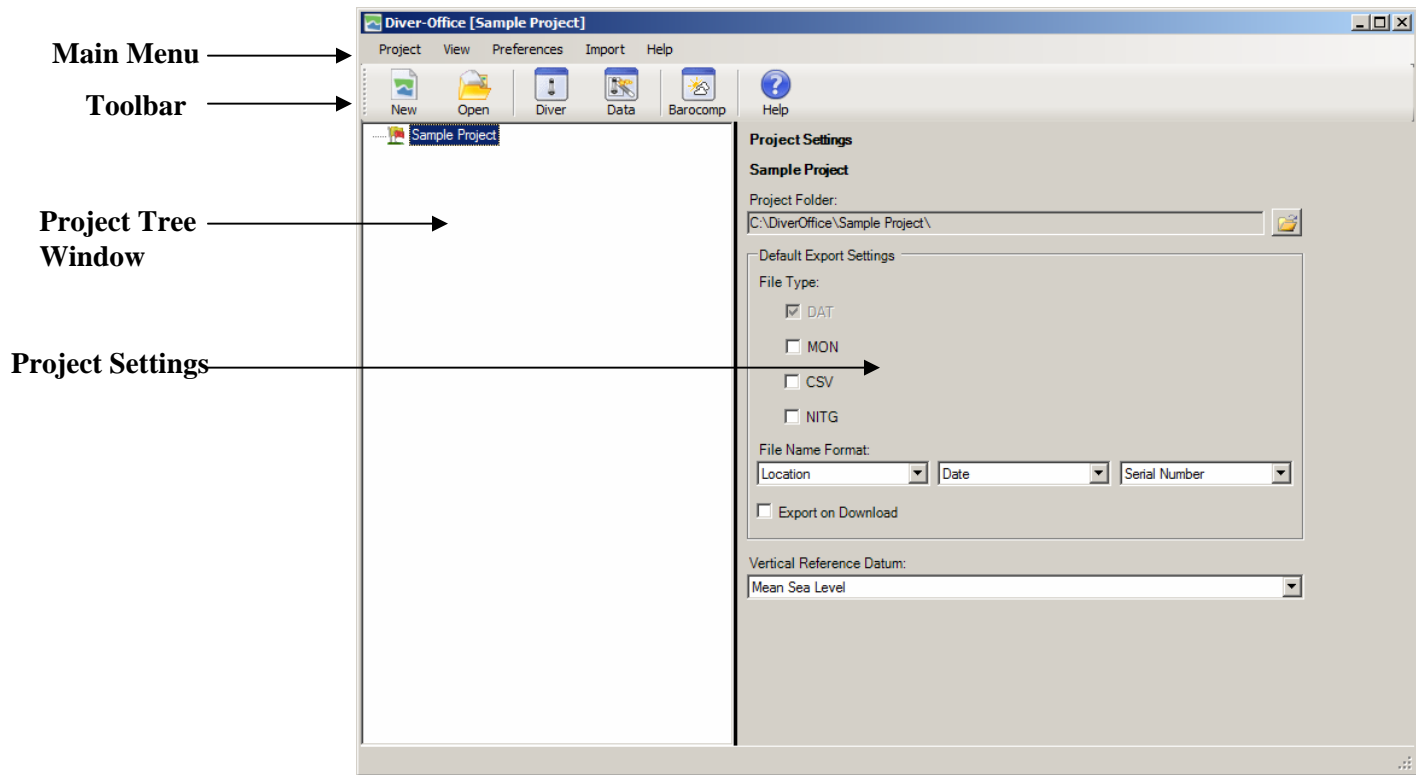 Diver-Office [Sample Project]
Main Menu
Project View Preferences Import Help
Toolbar
New Open Diver Data Barocomp Help
Sample Project
Project Settings
Sample Project
Project Folder:
C:\DiverOffice\Sample Project\
Project Tree
Window
Default Export Settings
File Type:
DAT
MON
Project Settings
CSV
NITG
File Name Format:
Location Date Serial Number
Export on Download
Vertical Reference Datum:
Mean Sea Level